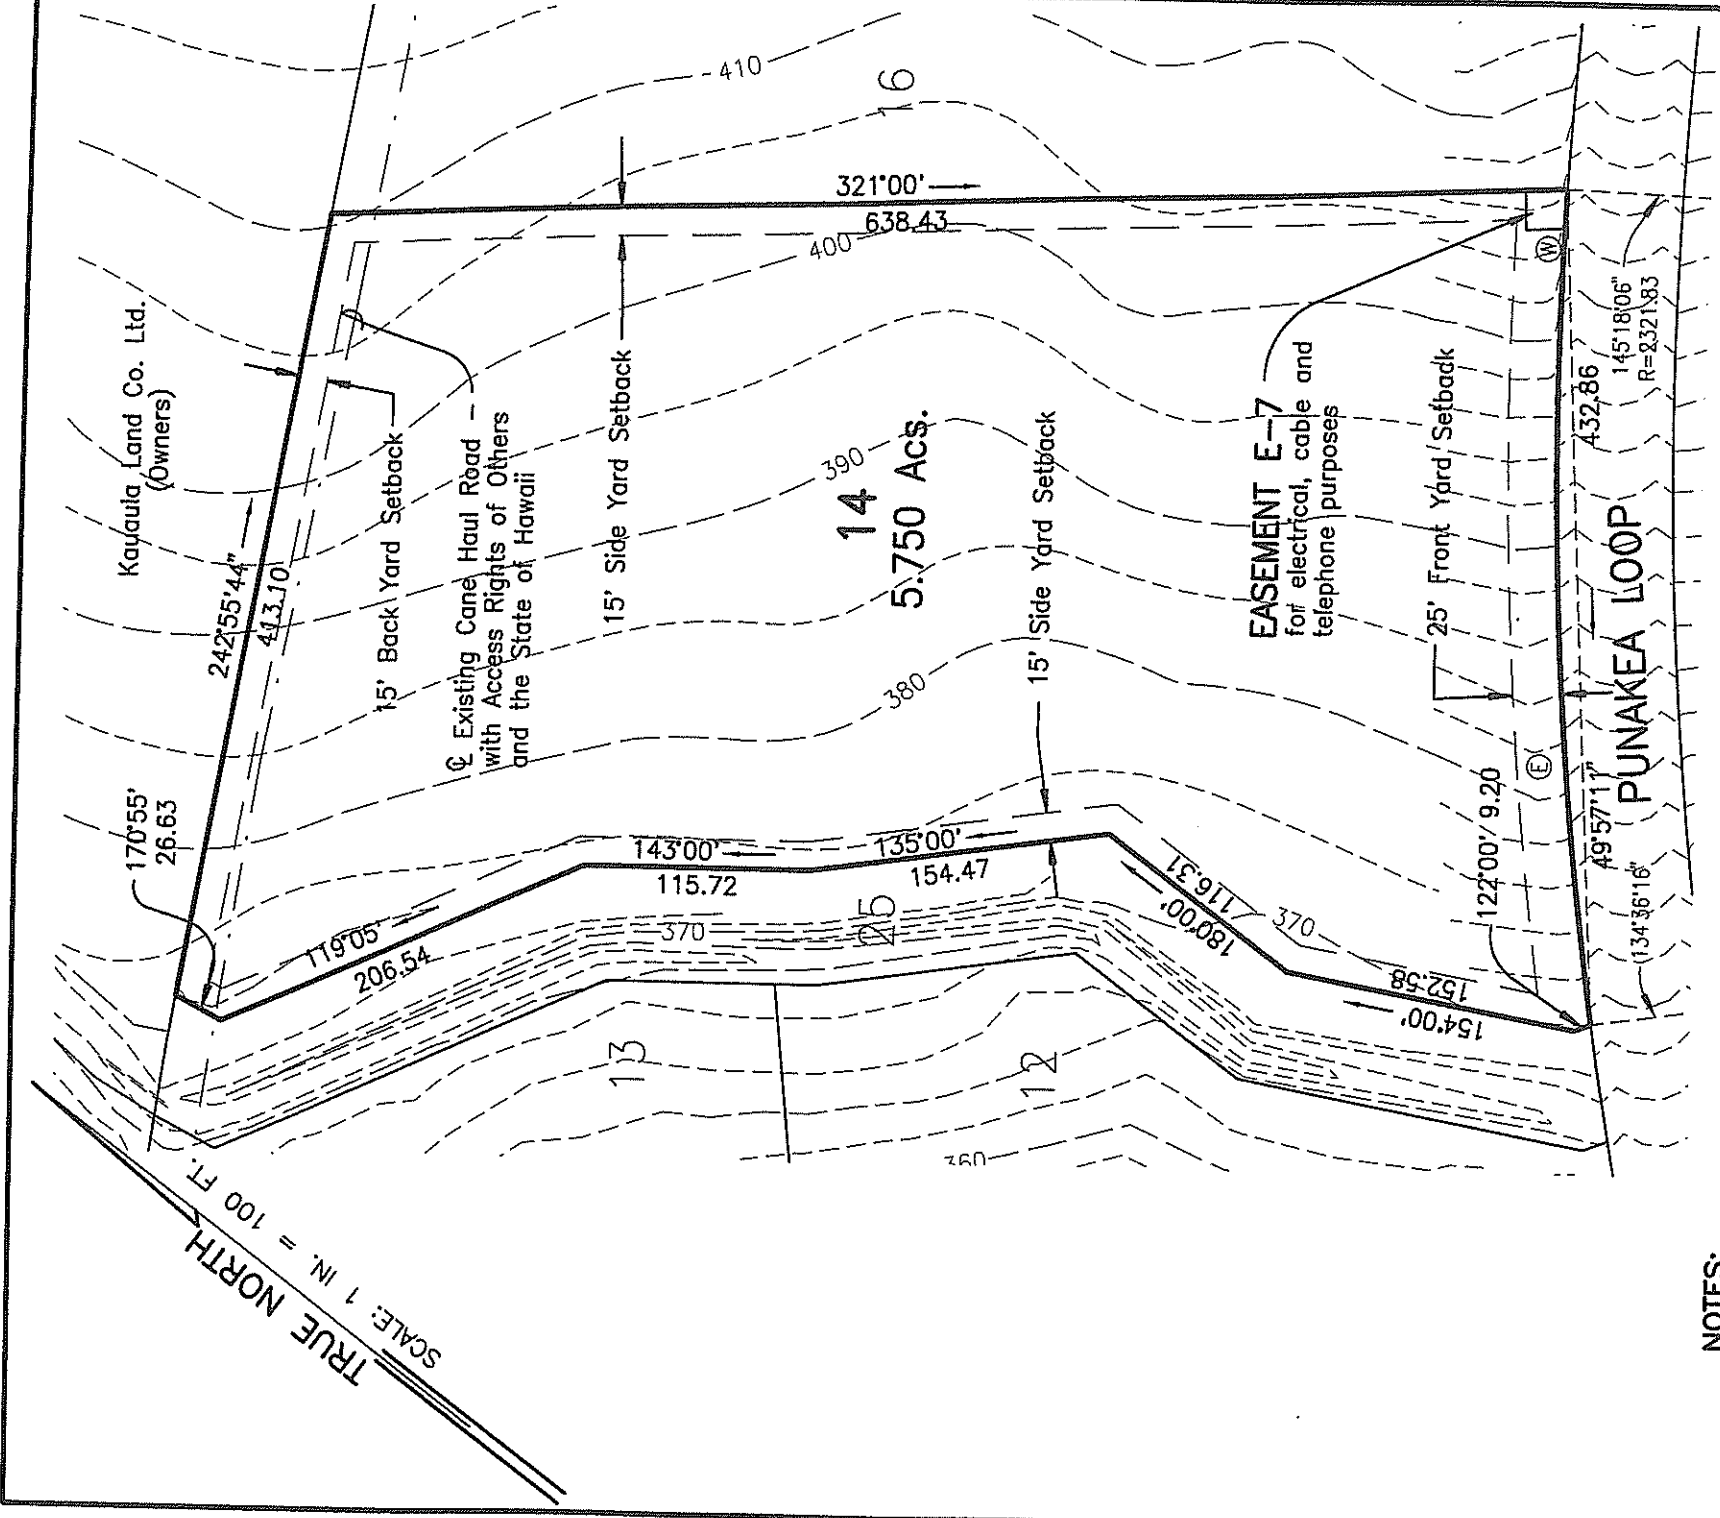 410
16
321°00'
638.43
400
Kauaula Land Co. Ltd.
(Owners)
242°55'44"
413.10
15' Back Yard Setback
℄ Existing Cane Haul Road -
with Access Rights of Others
and the State of Hawaii
15' Side Yard Setback
390
14
5.750 Acs.
15' Side Yard Setback
380
EASEMENT E-7
for electrical, cable and
telephone purposes
25' Front Yard Setback
W
E
145°18'06"
R=2321.83
432.86
49°57'11"
PUNAKEA LOOP
134°36'16"
122°00' 9.20
170°55'
26.63
119°05'
206.54
143°00'
115.72
135°00'
154.47
180°00'
116.31
370
154°00'
152.58
370
25
13
12
360
TRUE NORTH
SCALE: 1 IN. = 100 FT.
NOTES: